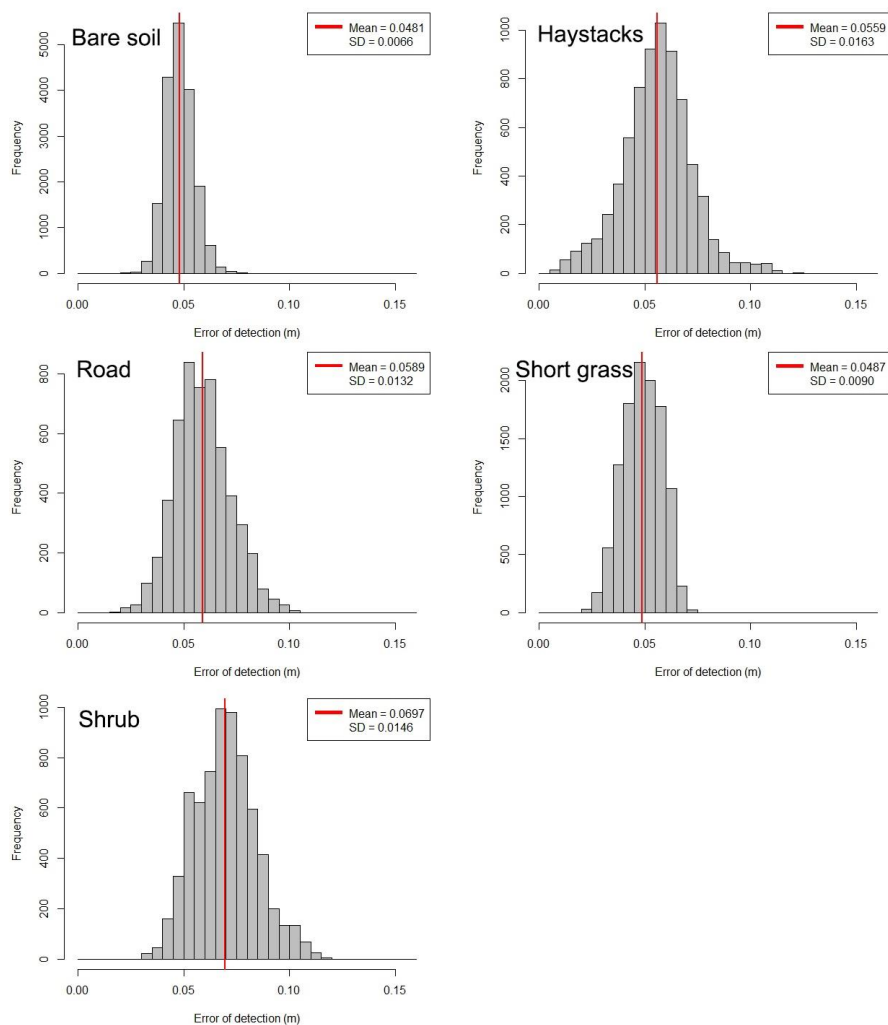 Bare soil
Mean = 0.0481
SD = 0.0066
Frequency
0 1000 2000 3000 4000 5000
0.00 0.05 0.10 0.15
Error of detection (m)
Haystacks
Mean = 0.0559
SD = 0.0163
Frequency
0 200 400 600 800 1000
0.00 0.05 0.10 0.15
Error of detection (m)
Road
Mean = 0.0589
SD = 0.0132
Frequency
0 200 400 600 800
0.00 0.05 0.10 0.15
Error of detection (m)
Short grass
Mean = 0.0487
SD = 0.0090
Frequency
0 500 1000 1500 2000
0.00 0.05 0.10 0.15
Error of detection (m)
Shrub
Mean = 0.0697
SD = 0.0146
Frequency
0 200 400 600 800 1000
0.00 0.05 0.10 0.15
Error of detection (m)